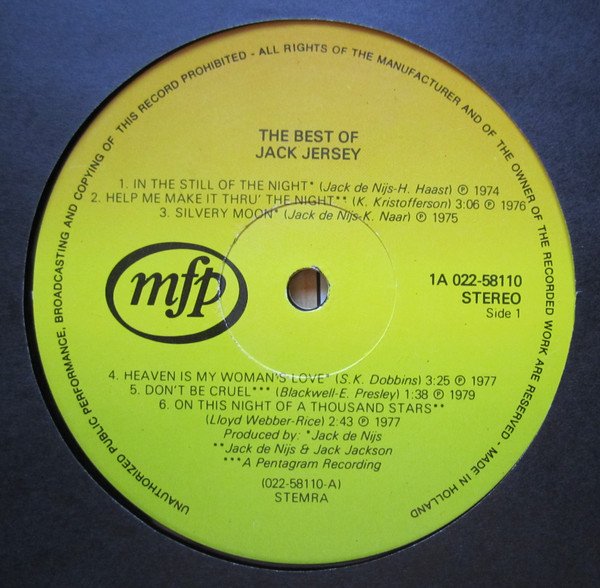 UNAUTHORIZED PUBLIC PERFORMANCE, BROADCASTING AND COPYING OF THIS RECORD PROHIBITED - ALL RIGHTS OF THE MANUFACTURER AND OF THE OWNER OF THE RECORDED WORK ARE RESERVED - MADE IN HOLLAND
THE BEST OF
JACK JERSEY
1. IN THE STILL OF THE NIGHT* (Jack de Nijs-H. Haast) ℗ 1974
2. HELP ME MAKE IT THRU' THE NIGHT** (K. Kristofferson) 3:06 ℗ 1976
3. SILVERY MOON* (Jack de Nijs-K. Naar) ℗ 1975
mfp
1A 022-58110
STEREO
Side 1
4. HEAVEN IS MY WOMAN'S LOVE* (S.K. Dobbins) 3:25 ℗ 1977
5. DON'T BE CRUEL*** (Blackwell-E. Presley) 1:38 ℗ 1979
6. ON THIS NIGHT OF A THOUSAND STARS**
(Lloyd Webber-Rice) 2:43 ℗ 1977
Produced by: *Jack de Nijs
**Jack de Nijs & Jack Jackson
***A Pentagram Recording
(022-58110-A)
STEMRA